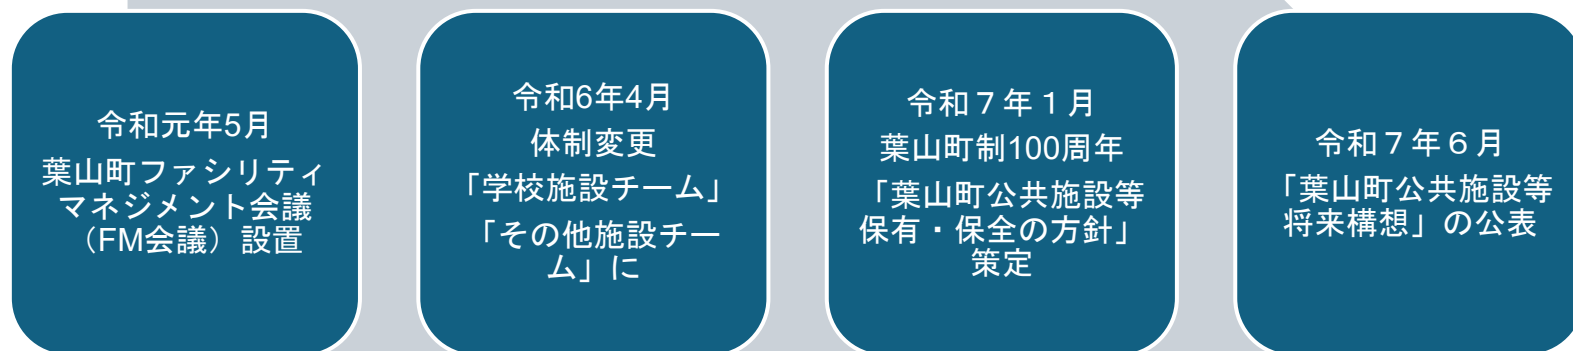 令和元年5月
葉山町ファシリティ
マネジメント会議
（FM会議）設置
令和6年4月
体制変更
「学校施設チーム」
「その他施設チー
ム」に
令和７年１月
葉山町制100周年
「葉山町公共施設等
保有・保全の方針」
策定
令和７年６月
「葉山町公共施設等
将来構想」の公表